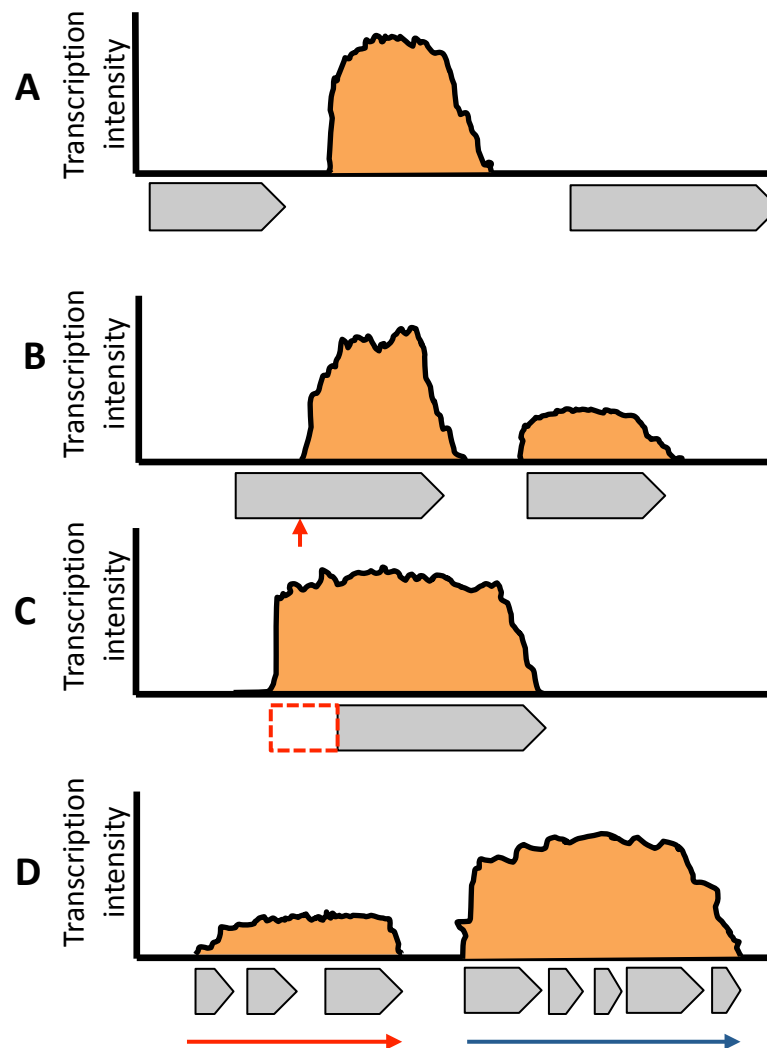 A
Transcription
intensity
B
Transcription
intensity
C
Transcription
intensity
D
Transcription
intensity